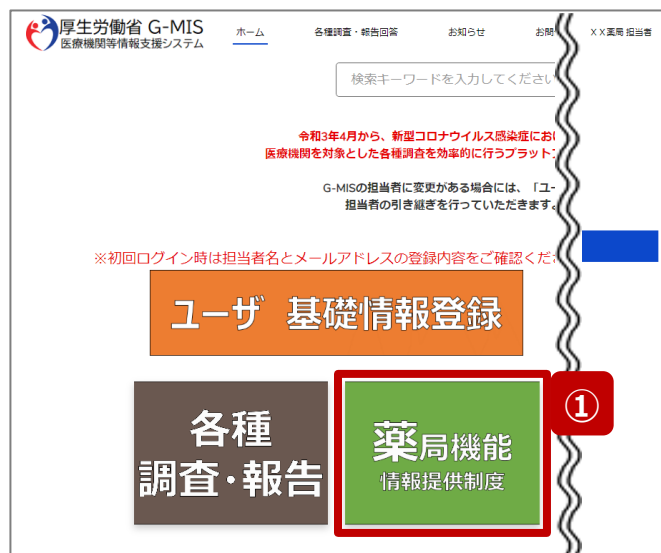 厚生労働省 G-MIS
医療機関等情報支援システム
ホーム 各種調査・報告回答 お知らせ お問 XX薬局 担当者
検索キーワードを入力してください
令和3年4月から、新型コロナウイルス感染症にお
医療機関を対象とした各種調査を効率的に行うプラット
G-MISの担当者に変更がある場合には、「ユー
担当者の引き継ぎを行っていただきます。
※初回ログイン時は担当者名とメールアドレスの登録内容をご確認くだ
ユーザ 基礎情報登録
①
各種
調査・報告
薬局機能
情報提供制度